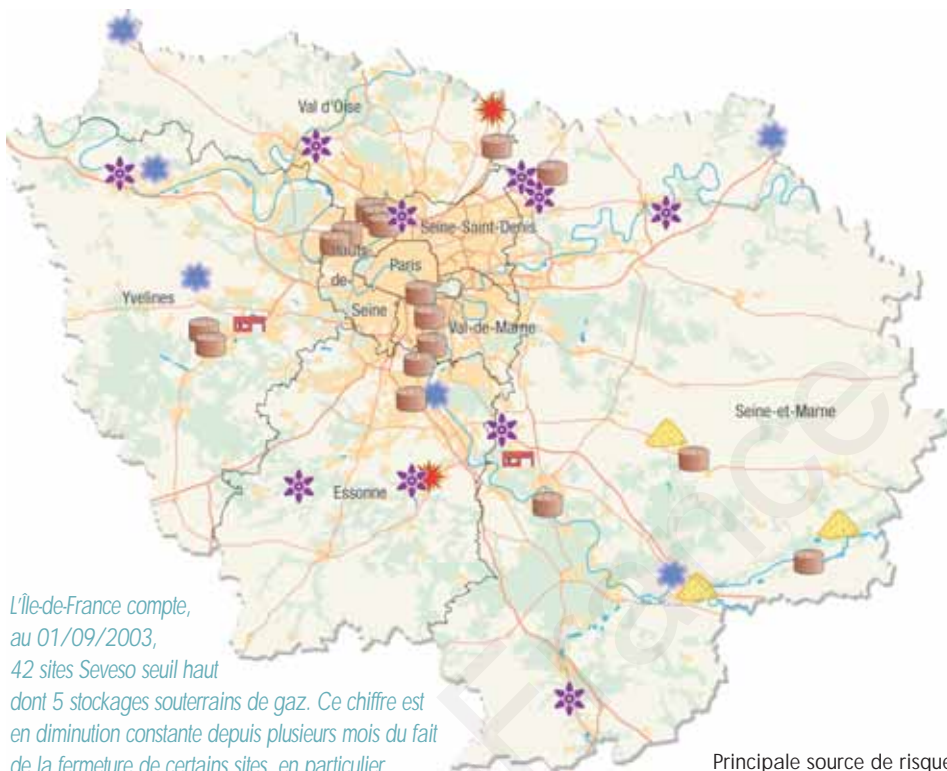 Val d'Oise
Seine-Saint-Denis
Hauts-
Paris
de-
Yvelines
Seine
Val-de-Marne
Seine-et-Marne
Essonne
L'Île-de-France compte,
au 01/09/2003,
42 sites Seveso seuil haut
dont 5 stockages souterrains de gaz. Ce chiffre est
en diminution constante depuis plusieurs mois du fait
de la fermeture de certains sites, en particulier
Principale source de risque
France